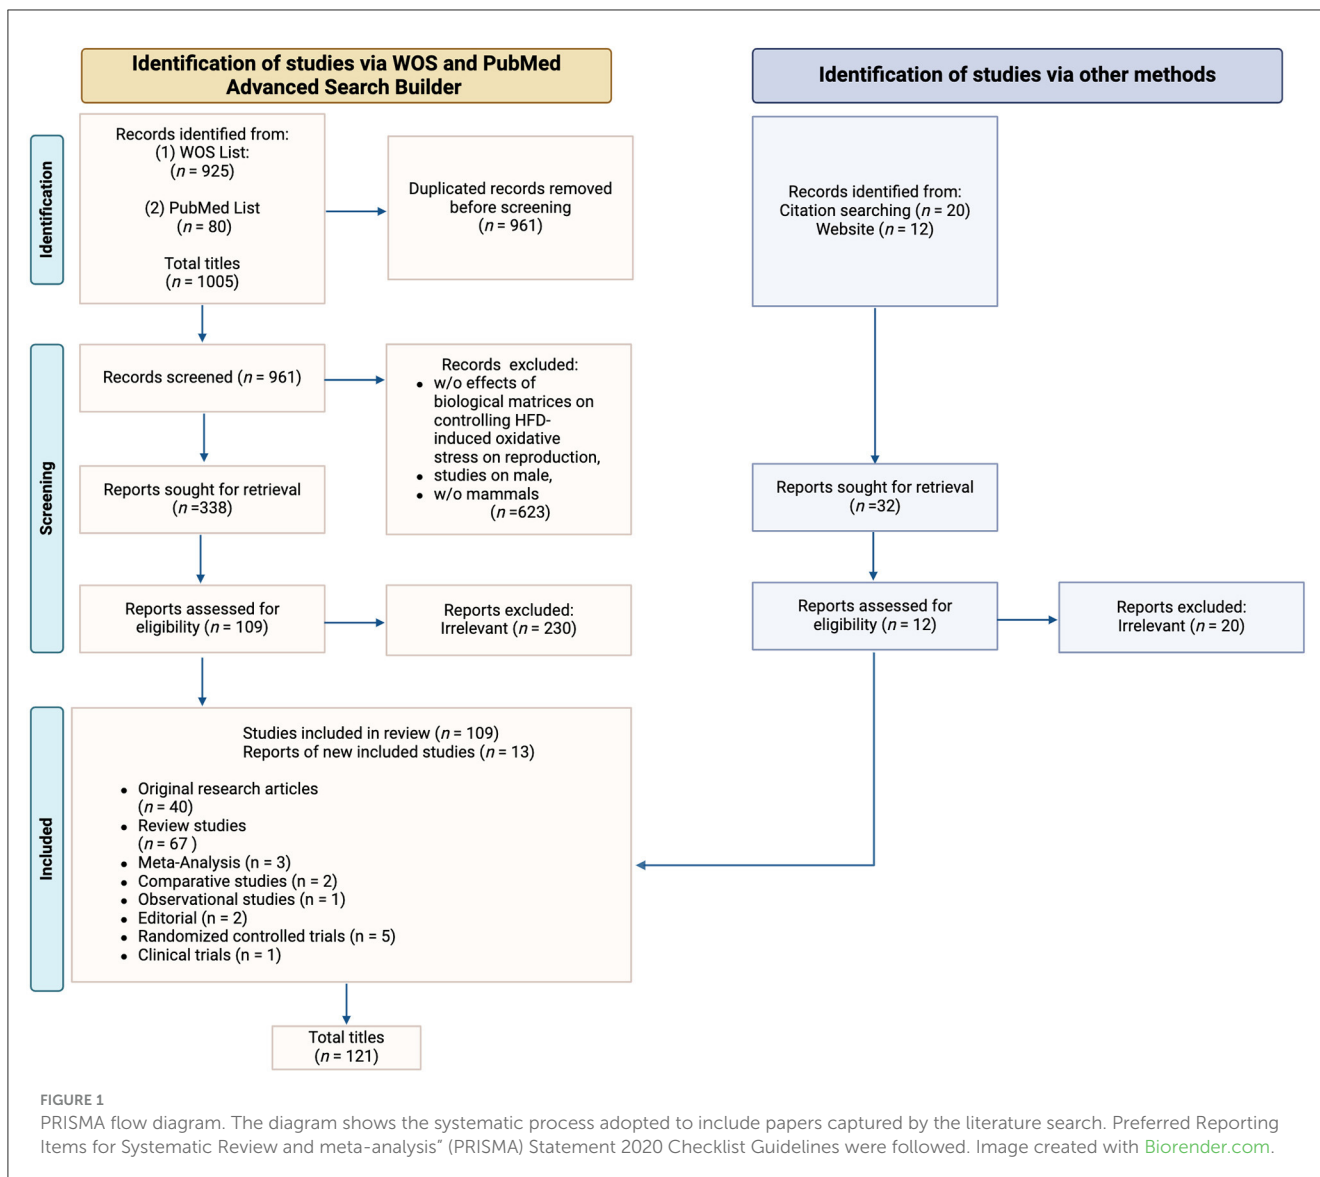 Identification of studies via WOS and PubMed
Advanced Search Builder
Identification of studies via other methods
Identification
Records identified from:
(1) WOS List:
(n = 925)
(2) PubMed List
(n = 80)
Total titles
(n = 1005)
Duplicated records removed
before screening
(n = 961)
Records identified from:
Citation searching (n = 20)
Website (n = 12)
Screening
Records screened (n = 961)
Records excluded:
• w/o effects of
biological matrices on
controlling HFD-
induced oxidative
stress on reproduction,
• studies on male,
• w/o mammals
(n =623)
Reports sought for retrieval
(n =338)
Reports sought for retrieval
(n =32)
Reports assessed for
eligibility (n = 109)
Reports excluded:
Irrelevant (n = 230)
Reports assessed for
eligibility (n = 12)
Reports excluded:
Irrelevant (n = 20)
Included
Studies included in review (n = 109)
Reports of new included studies (n = 13)
• Original research articles
(n = 40)
• Review studies
(n = 67 )
• Meta-Analysis (n = 3)
• Comparative studies (n = 2)
• Observational studies (n = 1)
• Editorial (n = 2)
• Randomized controlled trials (n = 5)
• Clinical trials (n = 1)
Total titles
(n = 121)
FIGURE 1
PRISMA flow diagram. The diagram shows the systematic process adopted to include papers captured by the literature search. Preferred Reporting
Items for Systematic Review and meta-analysis“ (PRISMA) Statement 2020 Checklist Guidelines were followed. Image created with Biorender.com.